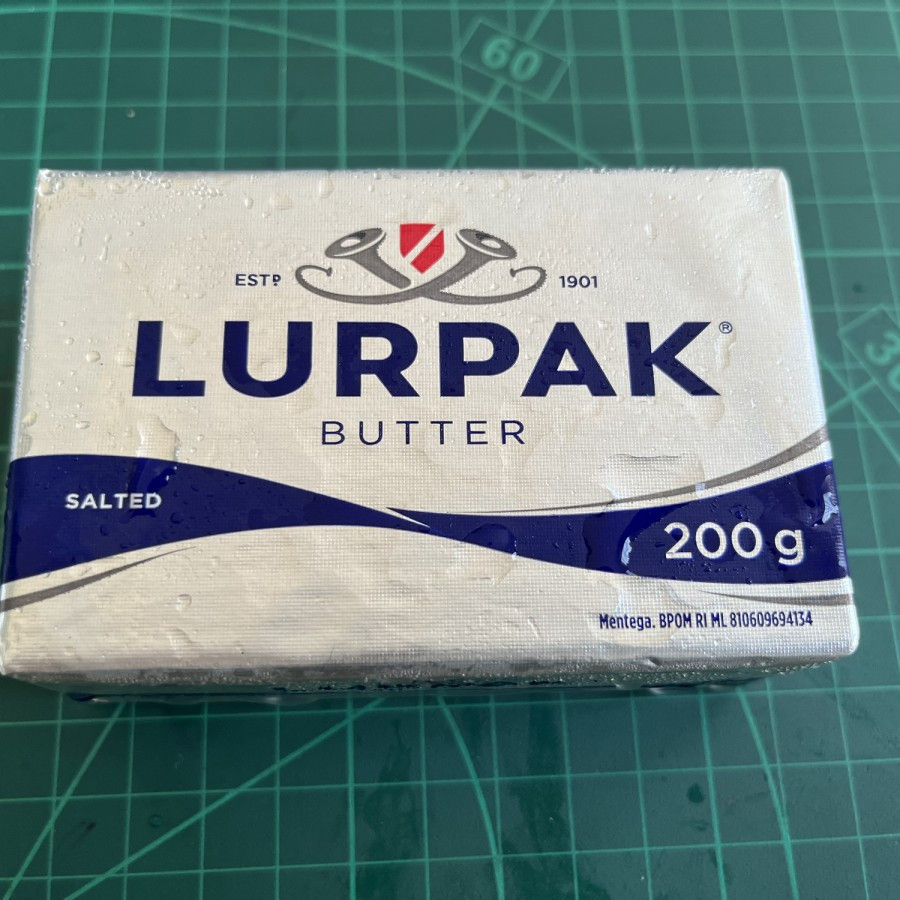 60
ESTD 1901
LURPAK®
BUTTER
SALTED
200 g
Mentega. BPOM RI ML 810609694134